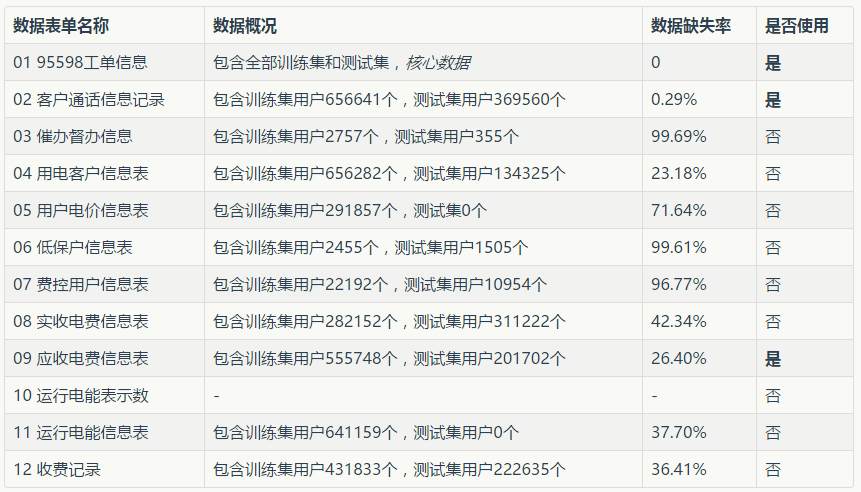 数据表单名称 数据概况 数据缺失率 是否使用
01 95598工单信息 包含全部训练集和测试集，核心数据 0 是
02 客户通话信息记录 包含训练集用户656641个，测试集用户369560个 0.29% 是
03 催办督办信息 包含训练集用户2757个，测试集用户355个 99.69% 否
04 用电客户信息表 包含训练集用户656282个，测试集用户134325个 23.18% 否
05 用户电价信息表 包含训练集用户291857个，测试集0个 71.64% 否
06 低保户信息表 包含训练集用户2455个，测试集用户1505个 99.61% 否
07 费控用户信息表 包含训练集用户22192个，测试集用户10954个 96.77% 否
08 实收电费信息表 包含训练集用户282152个，测试集用户311222个 42.34% 否
09 应收电费信息表 包含训练集用户555748个，测试集用户201702个 26.40% 是
10 运行电能表示数 - - 否
11 运行电能信息表 包含训练集用户641159个，测试集用户0个 37.70% 否
12 收费记录 包含训练集用户431833个，测试集用户222635个 36.41% 否